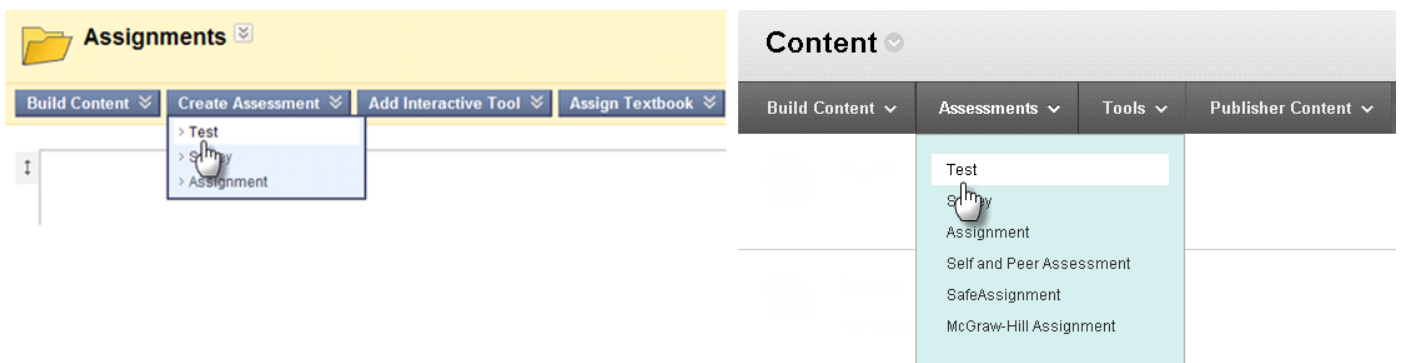 Assignments
Build Content
Create Assessment
Add Interactive Tool
Assign Textbook
> Test
> Assignment
Content
Build Content
Assessments
Tools
Publisher Content
Test
Assignment
Self and Peer Assessment
SafeAssignment
McGraw-Hill Assignment